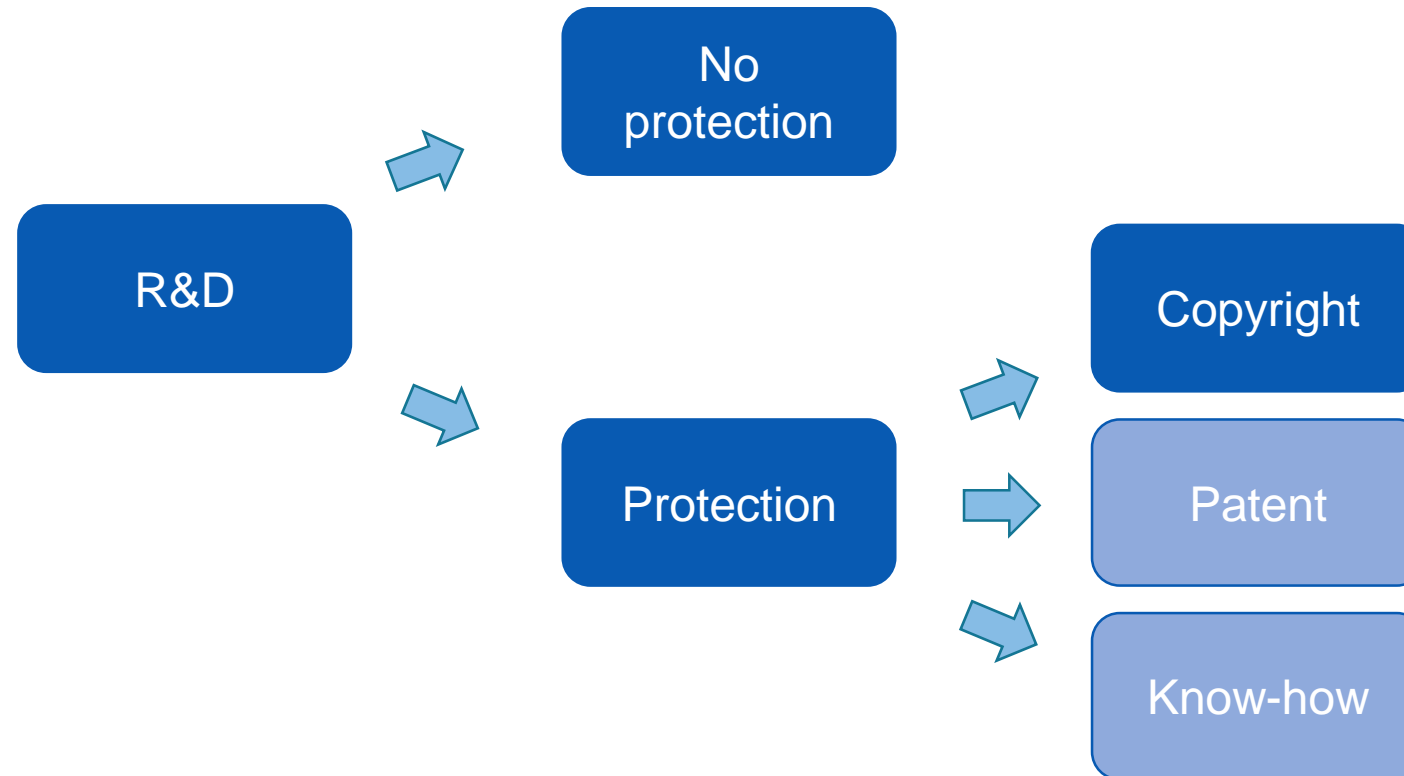 No
protection
R&D
Copyright
Protection
Patent
Know-how